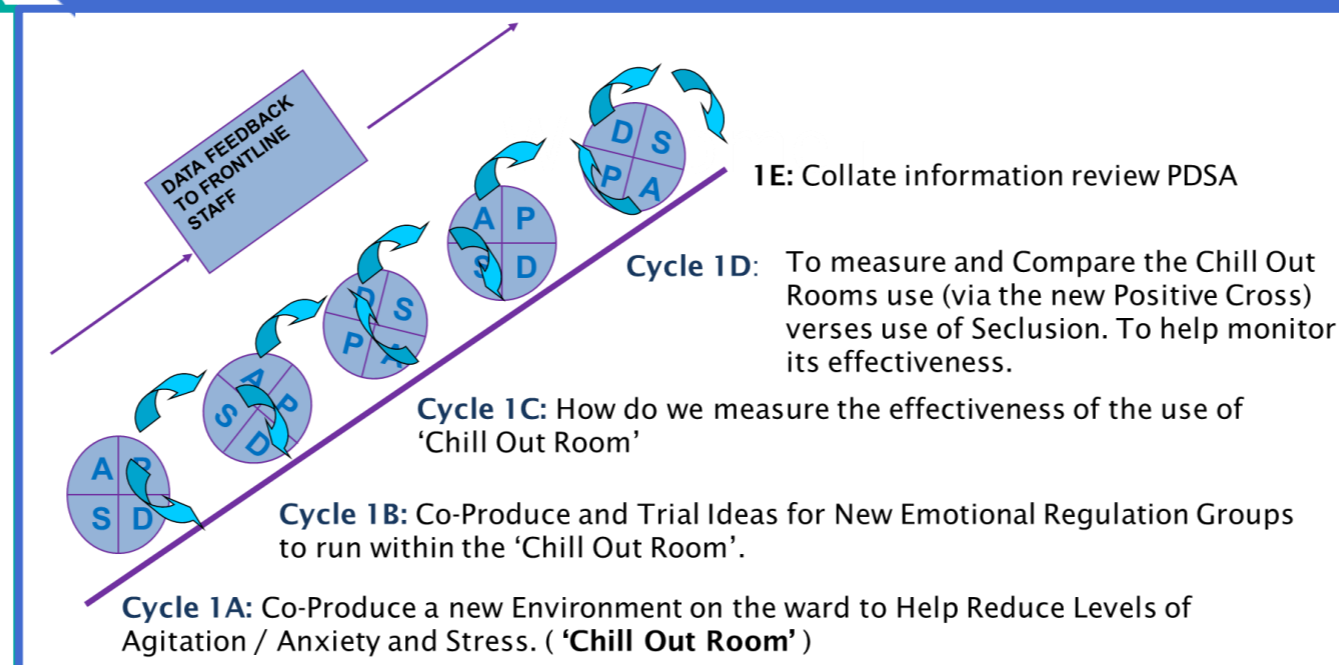 DATA FEEDBACK
TO FRONTLINE
STAFF
D S
P A
1E: Collate information review PDSA
A P
S D
Cycle 1D: To measure and Compare the Chill Out
Rooms use (via the new Positive Cross)
verses use of Seclusion. To help monitor
its effectiveness.
D S
P A
Cycle 1C: How do we measure the effectiveness of the use of
‘Chill Out Room’
A P
S D
Cycle 1B: Co-Produce and Trial Ideas for New Emotional Regulation Groups
to run within the ‘Chill Out Room’.
A P
S D
Cycle 1A: Co-Produce a new Environment on the ward to Help Reduce Levels of
Agitation / Anxiety and Stress. ( ‘Chill Out Room’ )